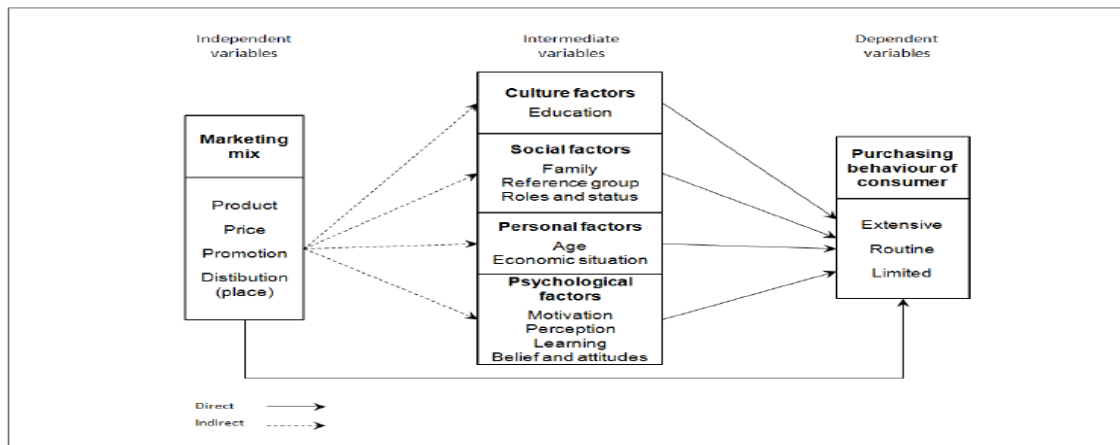 Independent
variables
Intermediate
variables
Dependent
variables
Marketing
mix
Product
Price
Promotion
Distibution
(place)
Culture factors
Education
Social factors
Family
Reference group
Roles and status
Personal factors
Age
Economic situation
Psychological
factors
Motivation
Perception
Learning
Belief and attitudes
Purchasing
behaviour of
consumer
Extensive
Routine
Limited
Direct
Indirect